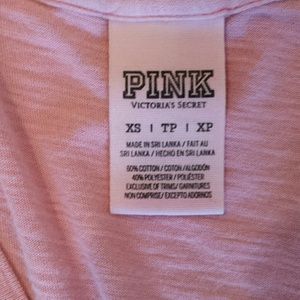 PINK
VICTORIA'S SECRET
XS | TP | XP
MADE IN SRI LANKA / FAIT AU
SRI LANKA / HECHO EN SRI LANKA
60% COTTON / COTON / ALGODÓN
40% POLYESTER / POLIÉSTER
EXCLUSIVE OF TRIMS / GARNITURES
NON COMPRISE / EXCEPTO ADORNOS